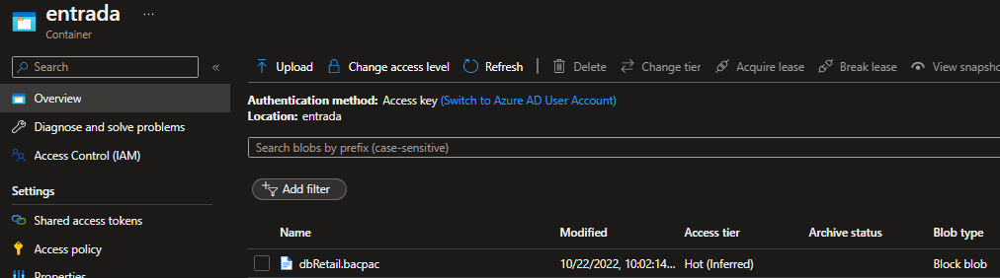 entrada ...
Container
Search «
Upload Change access level Refresh Delete Change tier Acquire lease Break lease View snapsho
Overview
Diagnose and solve problems
Access Control (IAM)
Settings
Shared access tokens
Access policy
Properties
Authentication method: Access key (Switch to Azure AD User Account)
Location: entrada
Search blobs by prefix (case-sensitive)
Add filter
Name Modified Access tier Archive status Blob type
dbRetail.bacpac 10/22/2022, 10:02:14... Hot (Inferred) Block blob